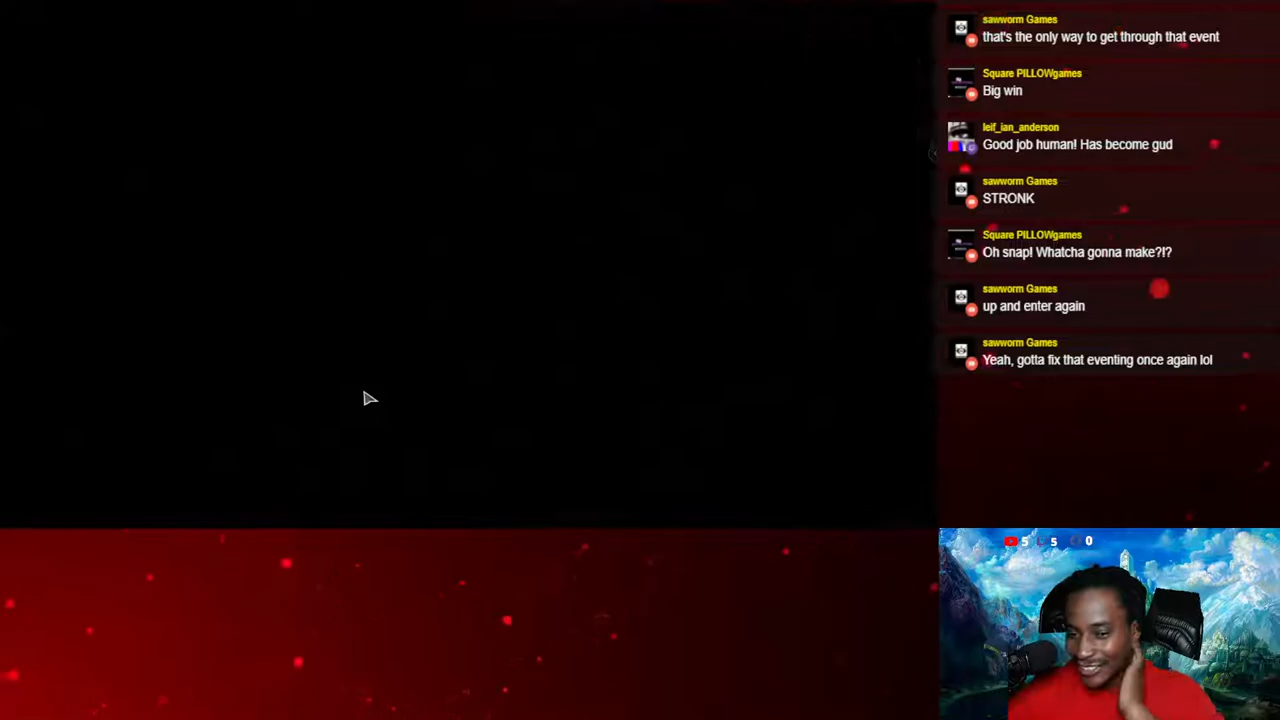 sawworm Games
that's the only way to get through that event
Square PILLOWgames
Big win
leif_ian_anderson
Good job human! Has become gud
sawworm Games
STRONK
Square PILLOWgames
Oh snap! Whatcha gonna make?!?
sawworm Games
up and enter again
sawworm Games
Yeah, gotta fix that eventing once again lol
5 5 0